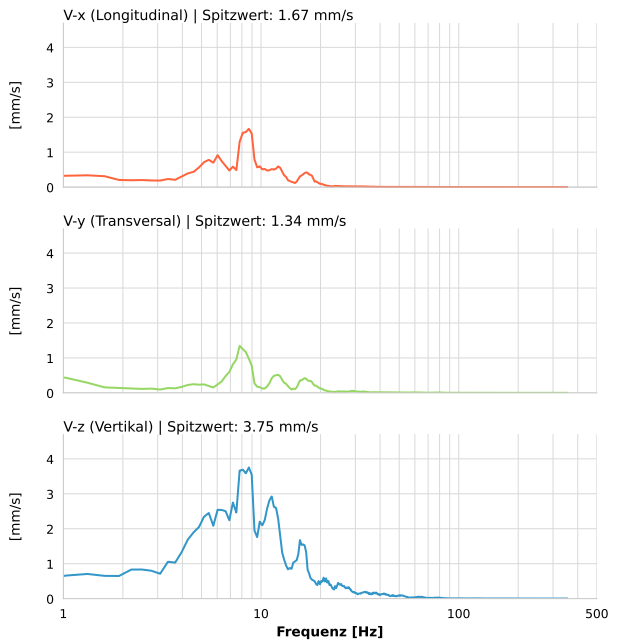 V-x (Longitudinal) | Spitzwert: 1.67 mm/s
4
3
2
1
0
[mm/s]
V-y (Transversal) | Spitzwert: 1.34 mm/s
4
3
2
1
0
[mm/s]
V-z (Vertikal) | Spitzwert: 3.75 mm/s
4
3
2
1
0
[mm/s]
1 10 100 500
Frequenz [Hz]